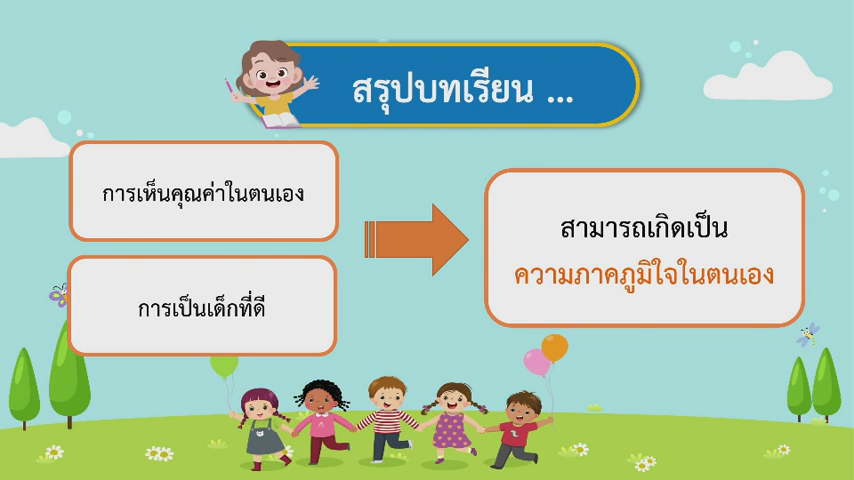 สรุปบทเรียน ...
การเห็นคุณค่าในตนเอง
การเป็นเด็กที่ดี
สามารถเกิดเป็น
ความภาคภูมิใจในตนเอง